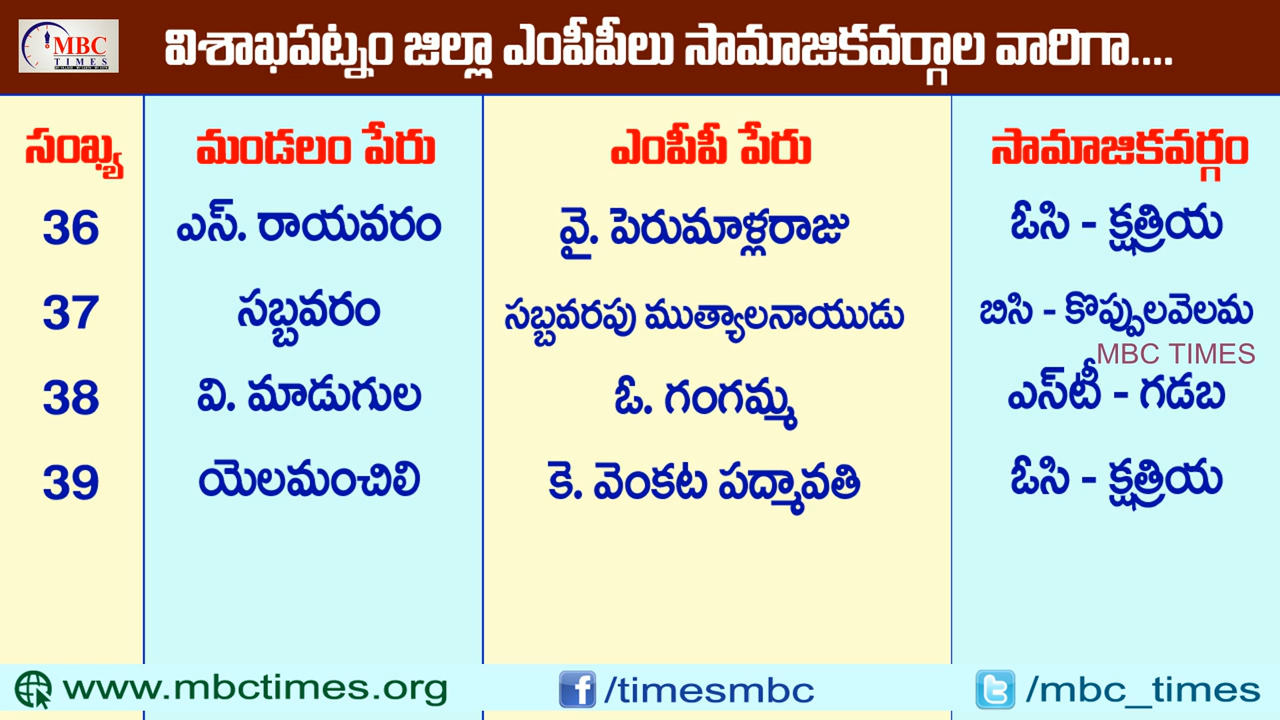 MBC
TIMES
విశాఖపట్నం జిల్లా ఎంపీపీలు సామాజికవర్గాల వారిగా....
సంఖ్య మండలం పేరు ఎంపీపీ పేరు సామాజికవర్గం
36 ఎస్. రాయవరం వై. పెరుమాళ్లరాజు ఓసి - క్షత్రియ
37 సబ్బవరం సబ్బవరపు ముత్యాలనాయుడు బిసి - కొప్పులవెలమ
MBC TIMES
38 వి. మాడుగుల ఓ. గంగమ్మ ఎస్‌టీ - గడబ
39 యెలమంచిలి కె. వెంకట పద్మావతి ఓసి - క్షత్రియ
www.mbctimes.org /timesmbc /mbc_times